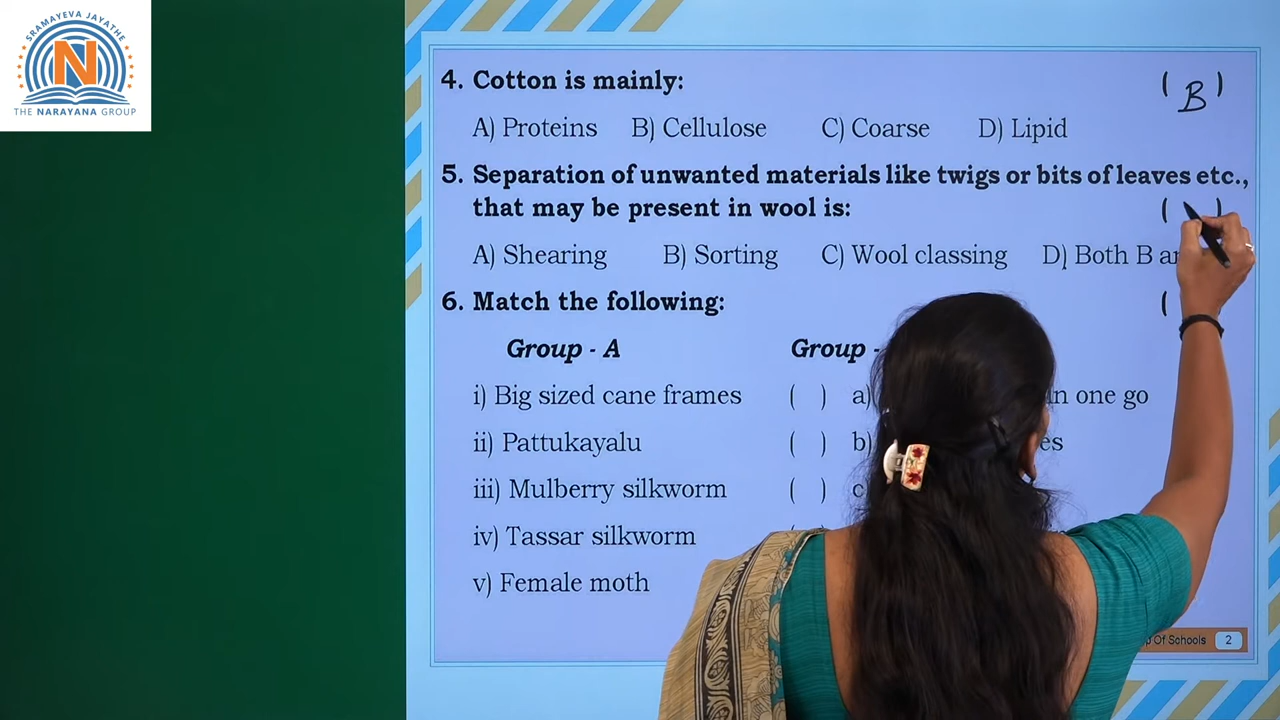 SRAMAYEVA JAYATHE
N
THE NARAYANA GROUP
4. Cotton is mainly: ( B )
A) Proteins B) Cellulose C) Coarse D) Lipid
5. Separation of unwanted materials like twigs or bits of leaves etc.,
that may be present in wool is: ( )
A) Shearing B) Sorting C) Wool classing D) Both B
6. Match the following: (
Group - A Group -
i) Big sized cane frames ( ) a) one go
ii) Pattukayalu ( ) b)
iii) Mulberry silkworm ( ) c
iv) Tassar silkworm
v) Female moth
Of Schools 2